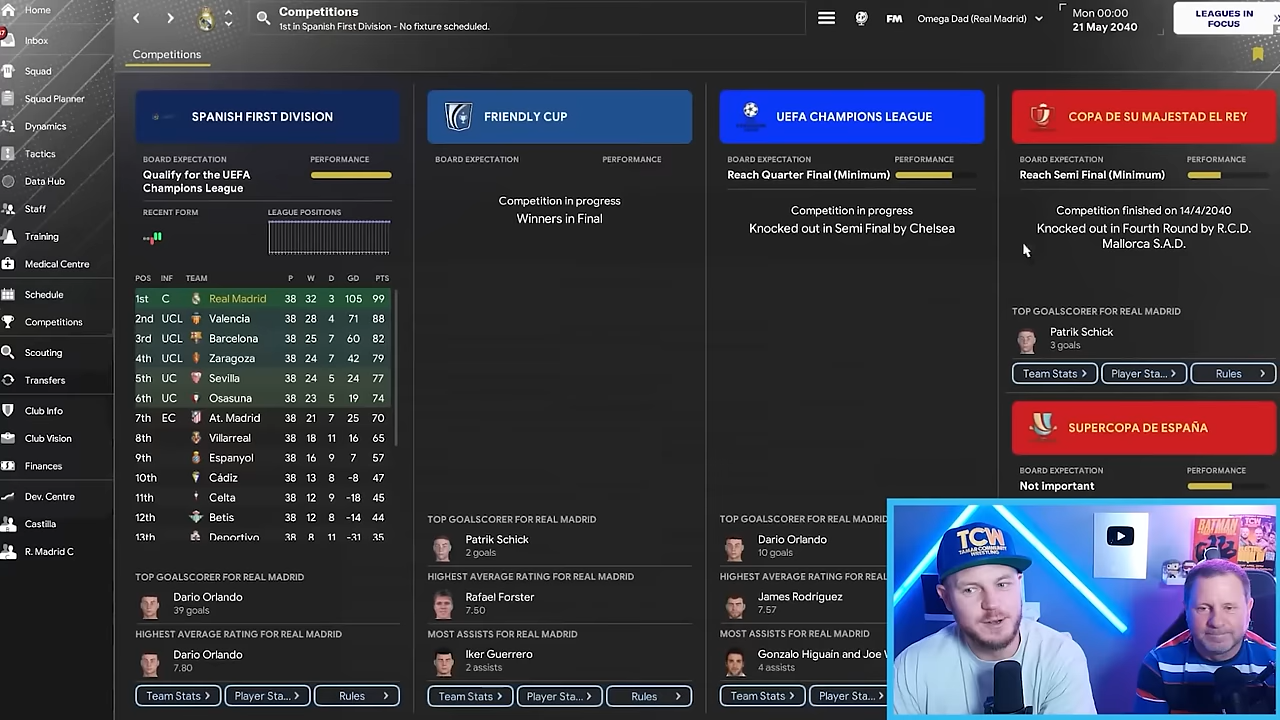 Home
Inbox
Squad
Squad Planner
Dynamics
Tactics
Data Hub
Staff
Training
Medical Centre
Schedule
Competitions
Scouting
Transfers
Club Info
Club Vision
Finances
Dev. Centre
Castilla
R. Madrid C
Competitions
1st in Spanish First Division - No fixture scheduled.
FM
Omega Dad (Real Madrid)
Mon 00:00
21 May 2040
LEAGUES IN
FOCUS
Competitions
SPANISH FIRST DIVISION
BOARD EXPECTATION PERFORMANCE
Qualify for the UEFA
Champions League
RECENT FORM LEAGUE POSITIONS
POS INF TEAM P W D GD PTS
1st C Real Madrid 38 32 3 105 99
2nd UCL Valencia 38 28 4 71 88
3rd UCL Barcelona 38 25 7 60 82
4th UCL Zaragoza 38 24 7 42 79
5th UC Sevilla 38 24 5 24 77
6th UC Osasuna 38 23 5 19 74
7th EC At. Madrid 38 21 7 25 70
8th Villarreal 38 18 11 16 65
9th Espanyol 38 16 9 7 57
10th Cádiz 38 13 8 -8 47
11th Celta 38 12 9 -18 45
12th Betis 38 12 8 -14 44
13th Deportivo 38 8 11 -31 35
TOP GOALSCORER FOR REAL MADRID
Dario Orlando
39 goals
HIGHEST AVERAGE RATING FOR REAL MADRID
Dario Orlando
7.80
Team Stats
Player Sta...
Rules
FRIENDLY CUP
BOARD EXPECTATION PERFORMANCE
Competition in progress
Winners in Final
TOP GOALSCORER FOR REAL MADRID
Patrik Schick
2 goals
HIGHEST AVERAGE RATING FOR REAL MADRID
Rafael Forster
7.50
MOST ASSISTS FOR REAL MADRID
Iker Guerrero
2 assists
Team Stats
Player Sta...
Rules
UEFA CHAMPIONS LEAGUE
BOARD EXPECTATION PERFORMANCE
Reach Quarter Final (Minimum)
Competition in progress
Knocked out in Semi Final by Chelsea
TOP GOALSCORER FOR REAL MADRID
Dario Orlando
10 goals
HIGHEST AVERAGE RATING FOR REAL
James Rodríguez
7.57
MOST ASSISTS FOR REAL MADRID
Gonzalo Higuaín and Joe
4 assists
Team Stats
Player Sta...
COPA DE SU MAJESTAD EL REY
BOARD EXPECTATION PERFORMANCE
Reach Semi Final (Minimum)
Competition finished on 14/4/2040
Knocked out in Fourth Round by R.C.D.
Mallorca S.A.D.
TOP GOALSCORER FOR REAL MADRID
Patrik Schick
3 goals
Team Stats
Player Sta...
Rules
SUPERCOPA DE ESPAÑA
BOARD EXPECTATION PERFORMANCE
Not important
TCW
BATMAN
TCW